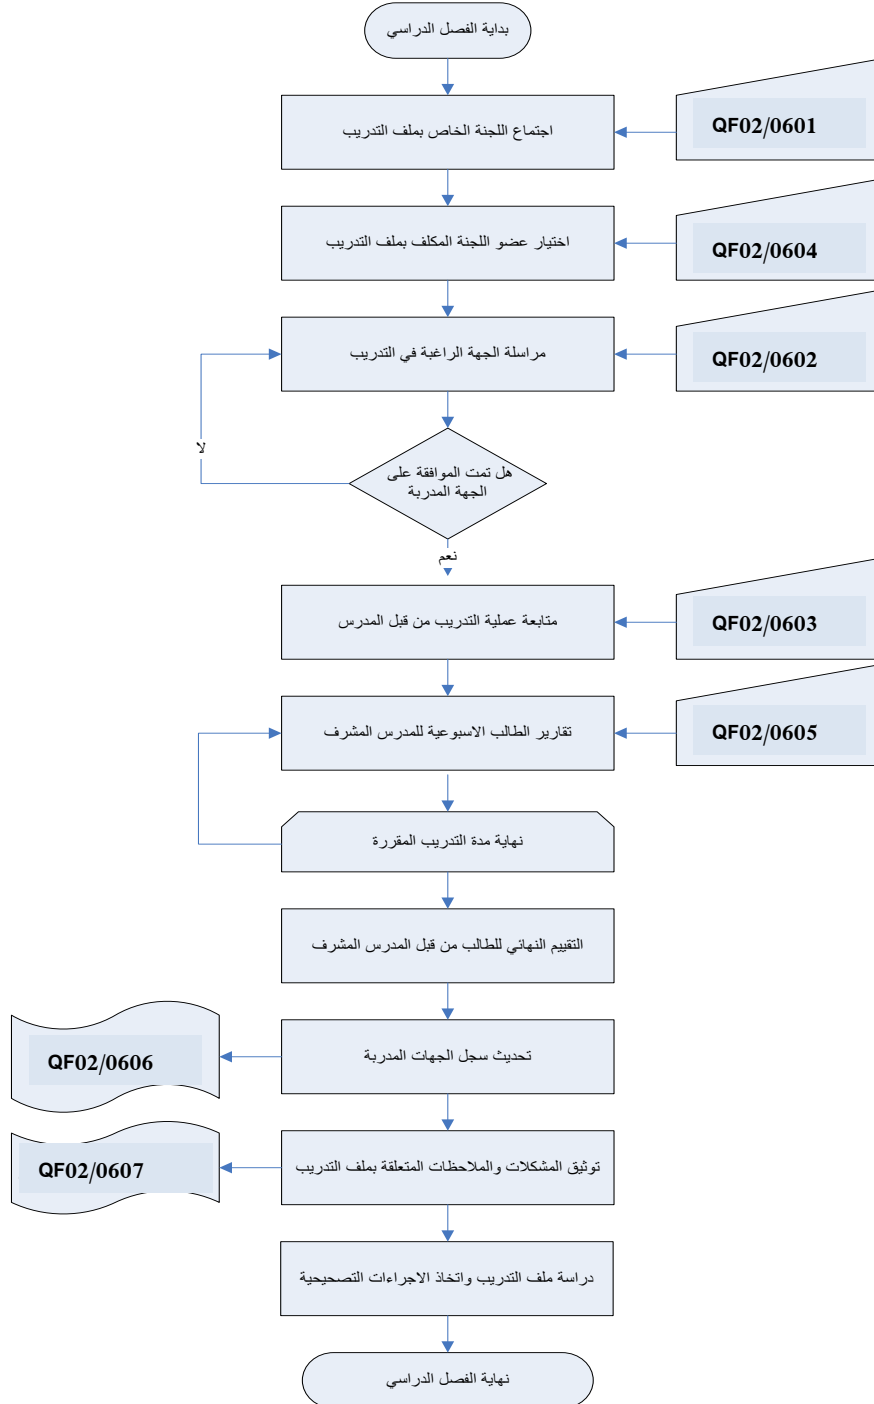 بداية الفصل الدراسي
اجتماع اللجنة الخاص بملف التدريب
QF02/0601
اختيار عضو اللجنة المكلف بملف التدريب
QF02/0604
مراسلة الجهة الراغبة في التدريب
QF02/0602
لا
هل تمت الموافقة على
الجهة المدربة
نعم
متابعة عملية التدريب من قبل المدرس
QF02/0603
تقارير الطالب الاسبوعية للمدرس المشرف
QF02/0605
نهاية مدة التدريب المقررة
التقييم النهائي للطالب من قبل المدرس المشرف
تحديث سجل الجهات المدربة
QF02/0606
توثيق المشكلات والملاحظات المتعلقة بملف التدريب
QF02/0607
دراسة ملف التدريب واتخاذ الاجراءات التصحيحية
نهاية الفصل الدراسي